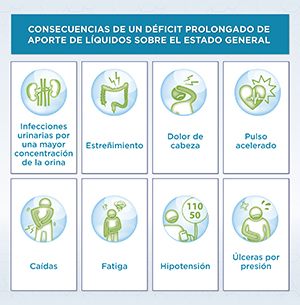 CONSECUENCIAS DE UN DÉFICIT PROLONGADO DE
APORTE DE LÍQUIDOS SOBRE EL ESTADO GENERAL
Infecciones
urinarias por
una mayor
concentración
de la orina
Estreñimiento
Dolor de
cabeza
Pulso
acelerado
Caídas
Fatiga
110
50
Hipotensión
Úlceras por
presión